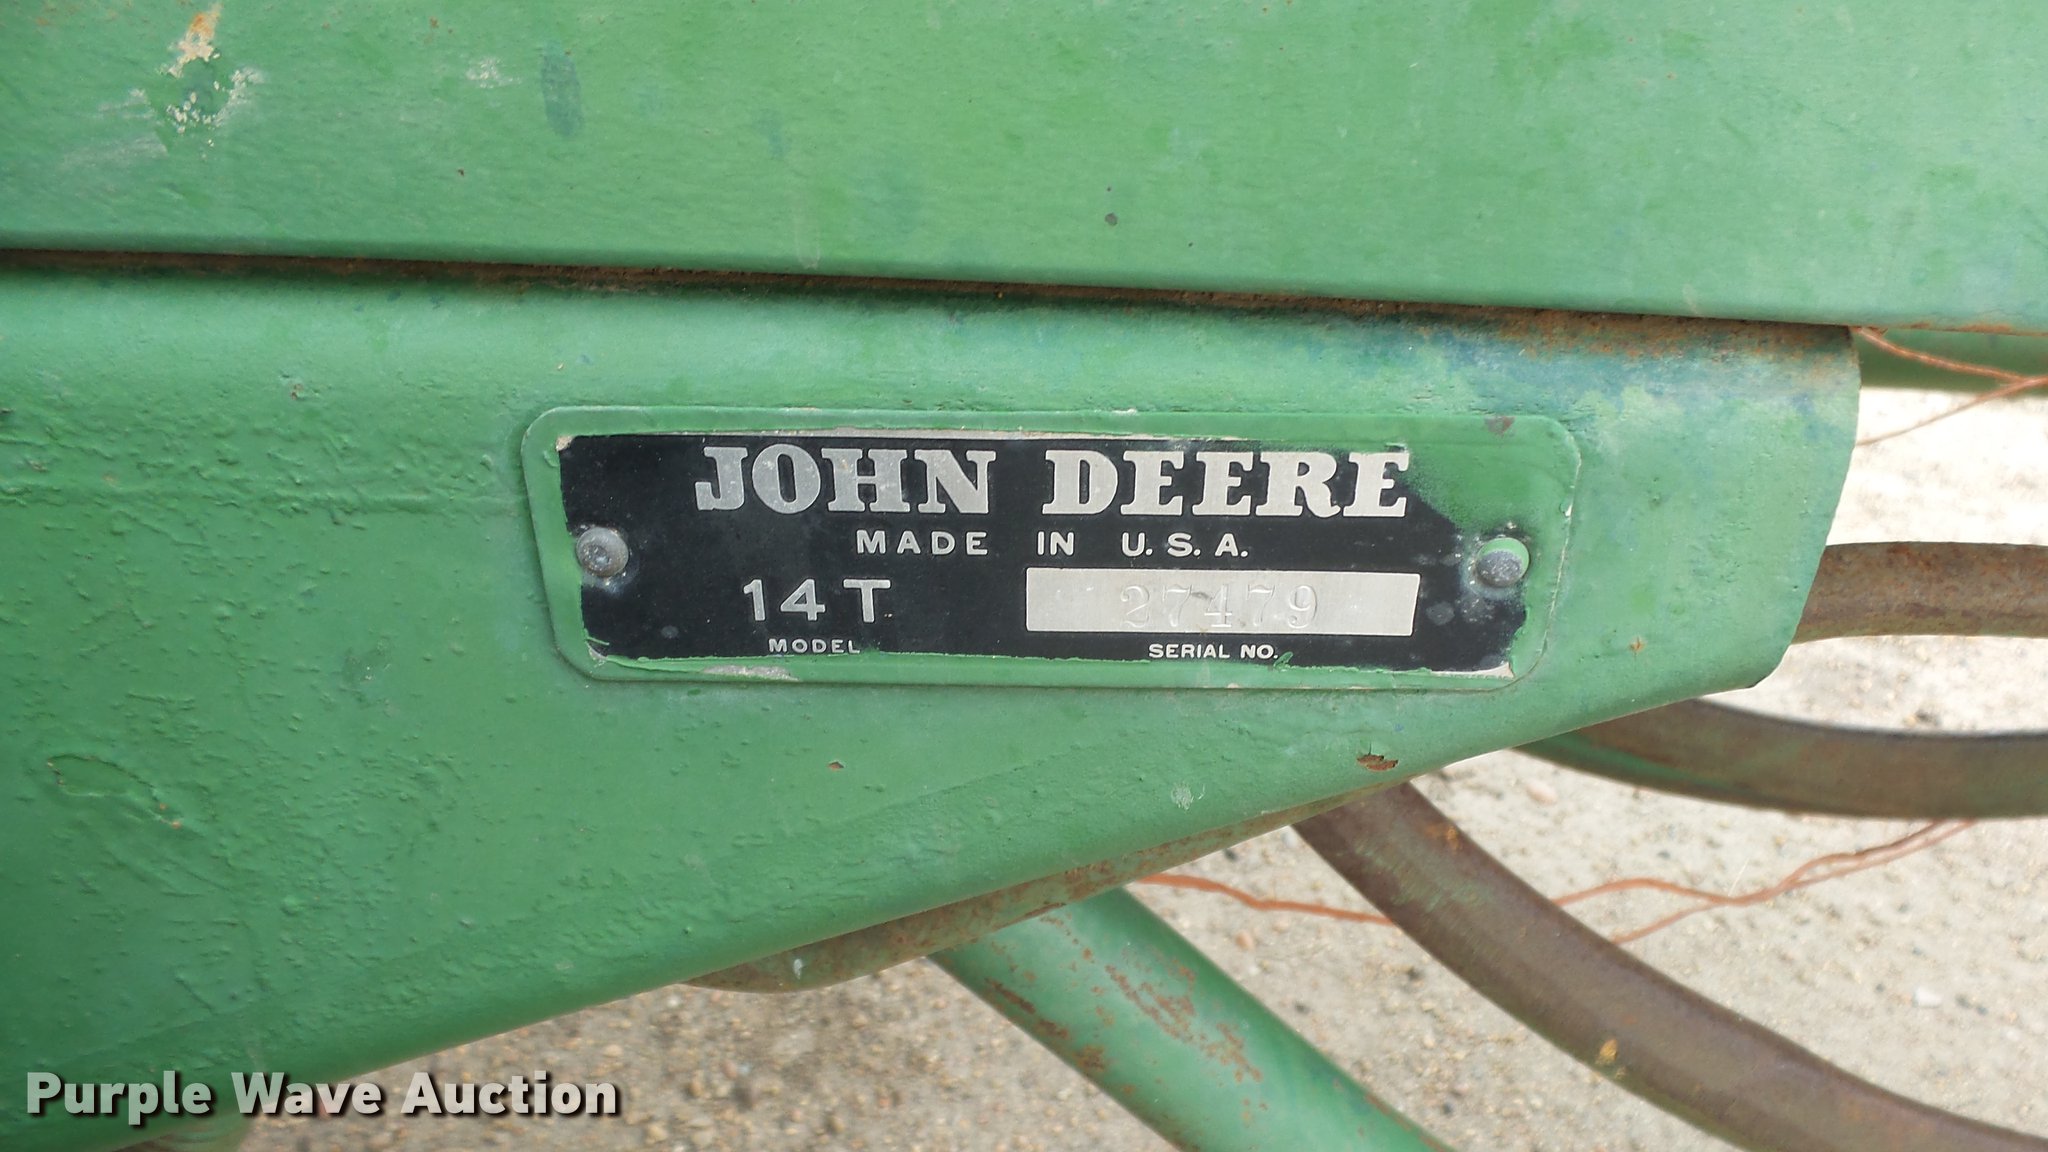 JOHN DEERE
MADE IN U.S.A.
14T 27479
MODEL SERIAL NO.
Purple Wave Auction